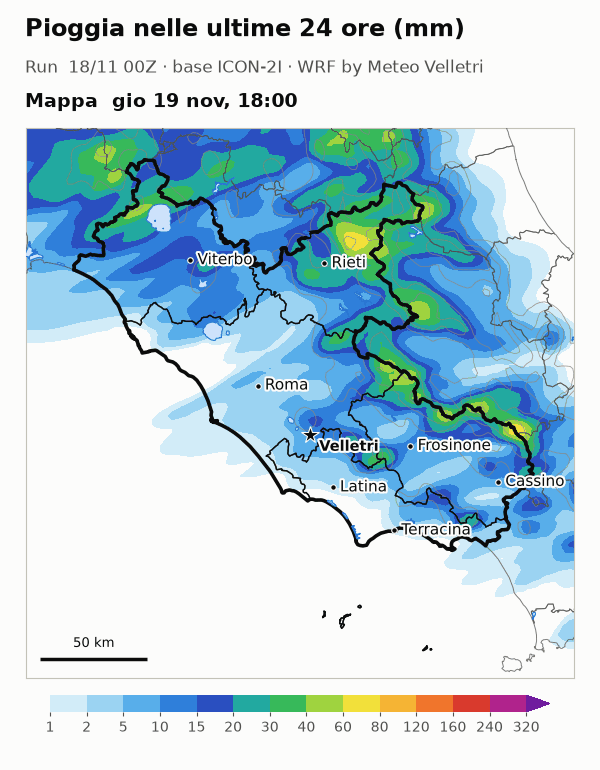 Pioggia nelle ultime 24 ore (mm)
Run  18/11 00Z · base ICON-2I · WRF by Meteo Velletri
Mappa  gio 19 nov, 18:00
Viterbo
Rieti
Roma
Velletri
Frosinone
Latina
Cassino
Terracina
50 km
1 2 5 10 15 20 30 40 60 80 120 160 240 320